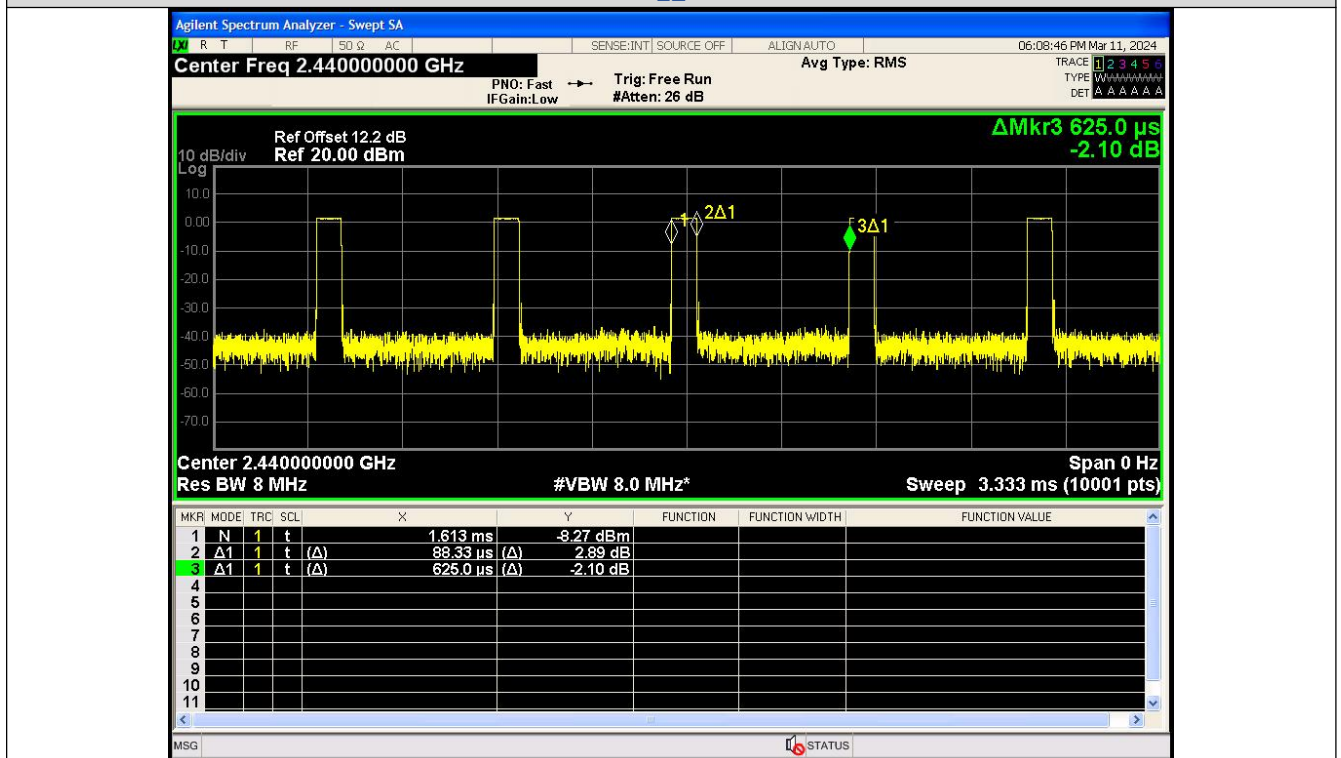 Agilent Spectrum Analyzer - Swept SA
LXI R T RF 50 Ω AC SENSE:INT SOURCE OFF ALIGN AUTO 06:08:46 PM Mar 11, 2024
Center Freq 2.440000000 GHz
Avg Type: RMS
TRACE 1 2 3 4 5 6
PNO: Fast
Trig: Free Run
TYPE
IFGain:Low
#Atten: 26 dB
DET A A A A A A
ΔMkr3 625.0 µs
-2.10 dB
Ref Offset 12.2 dB
10 dB/div Ref 20.00 dBm
Log
10.0
0.00
-10.0
-20.0
-30.0
-40.0
-50.0
-60.0
-70.0
1
2Δ1
3Δ1
Center 2.440000000 GHz Span 0 Hz
Res BW 8 MHz #VBW 8.0 MHz* Sweep 3.333 ms (10001 pts)
MKR MODE TRC SCL X Y FUNCTION FUNCTION WIDTH FUNCTION VALUE
1 N 1 t 1.613 ms -8.27 dBm
2 Δ1 1 t (Δ) 88.33 µs (Δ) 2.89 dB
3 Δ1 1 t (Δ) 625.0 µs (Δ) -2.10 dB
4
5
6
7
8
9
10
11
MSG STATUS